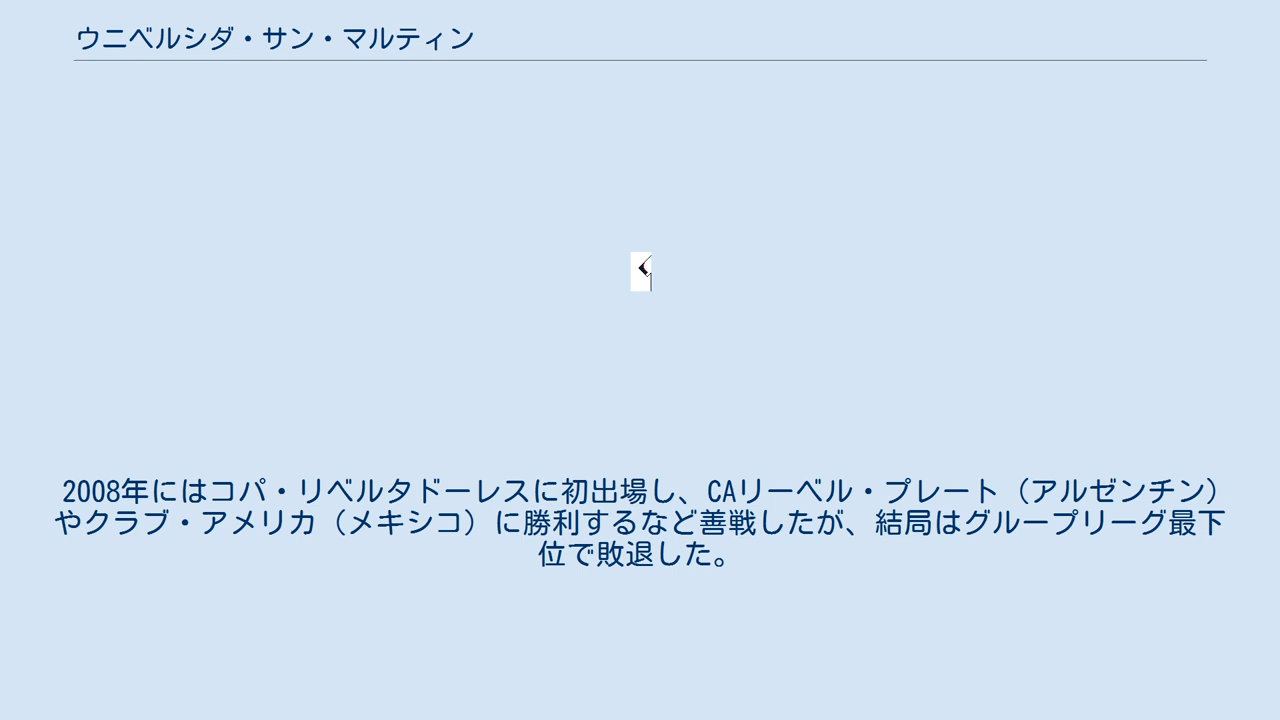 ウニベルシダ・サン・マルティン
2008年にはコパ・リベルタドーレスに初出場し、CAリーベル・プレート（アルゼンチン）
やクラブ・アメリカ（メキシコ）に勝利するなど善戦したが、結局はグループリーグ最下
位で敗退した。